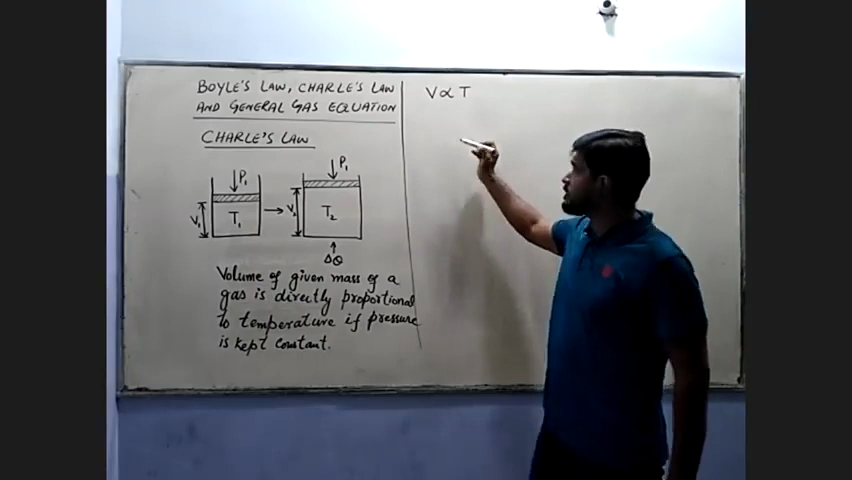 BOYLE'S LAW, CHARLE'S LAW
AND GENERAL GAS EQUATION
CHARLE'S LAW
P₁
V₁
T₁
P₁
V₂
T₂
ΔQ
Volume of given mass of a
gas is directly proportional
to temperature if pressure
is kept constant.
V∝T